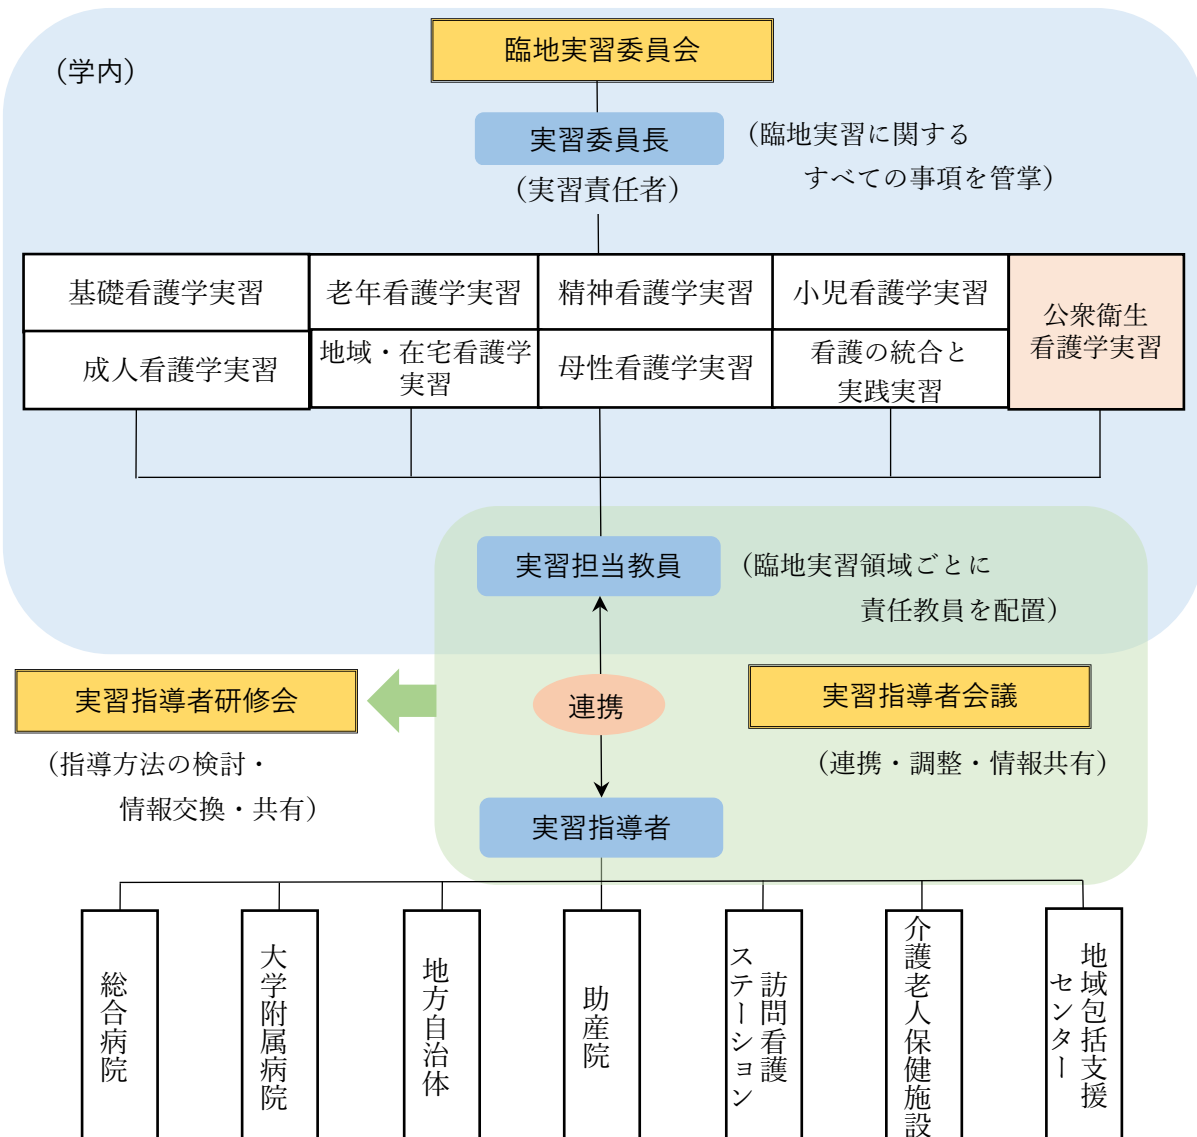 臨地実習委員会
（学内）
実習委員長
（臨地実習に関する
すべての事項を管掌）
（実習責任者）
基礎看護学実習
老年看護学実習
精神看護学実習
小児看護学実習
公衆衛生
看護学実習
成人看護学実習
地域・在宅看護学
実習
母性看護学実習
看護の統合と
実践実習
実習担当教員
（臨地実習領域ごとに
責任教員を配置）
実習指導者研修会
連携
実習指導者会議
（指導方法の検討・
情報交換・共有）
（連携・調整・情報共有）
実習指導者
総合病院
大学附属病院
地方自治体
助産院
訪問看護
ステーション
介護老人保健施設
地域包括支援
センター